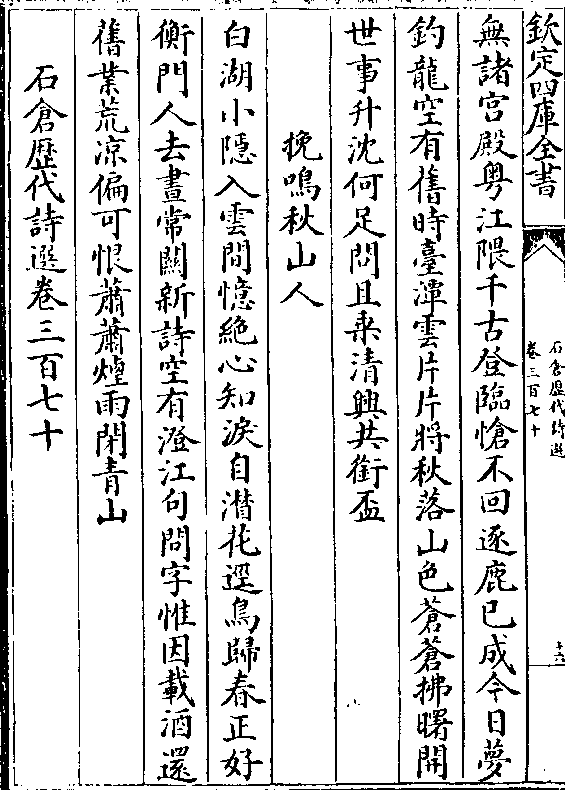 欽定四庫全書
石倉歴代詩選
卷三百七十
十六
無諸宫殿粤江隈千古登臨愴不回逐鹿已成今日夢
釣龍空有舊時臺潭雲片片將秋落山色蒼蒼拂曙開
世事升沈何足問且乗清興共銜盃
挽鳴秋山人
白湖小隱入雲間憶絶心知淚自潸花逕鳥歸春正好
衡門人去晝常關新詩空有澄江句問字惟因載酒還
舊業荒凉偏可恨蕭蕭煙雨閉青山
石倉歴代詩選卷三百七十